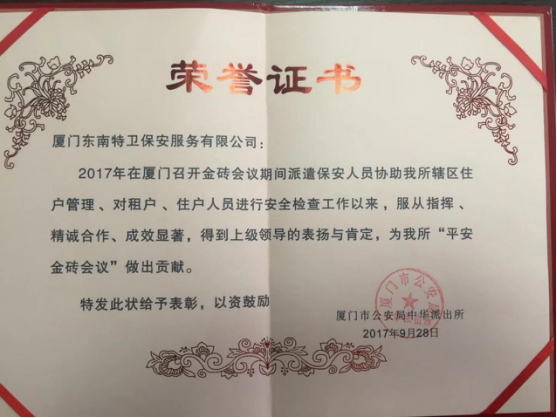 荣誉证书
厦门东南特卫保安服务有限公司：
2017年在厦门召开金砖会议期间派遣保安人员协助我所辖区住
户管理、对租户、住户人员进行安全检查工作以来，服从指挥、
精诚合作、成效显著，得到上级领导的表扬与肯定，为我所“平安
金砖会议”做出贡献。
特发此状给予表彰，以资鼓励
厦门市公安局
厦门市公安局中华派出所
2017年9月28日